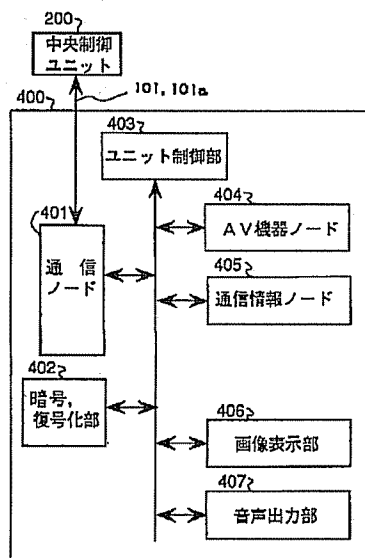 200
中央制御
ユニット
101, 101a
400
403
ユニット制御部
404
AV機器ノード
401
通信
ノード
405
通信情報ノード
402
暗号,
復号化部
406
画像表示部
407
音声出力部